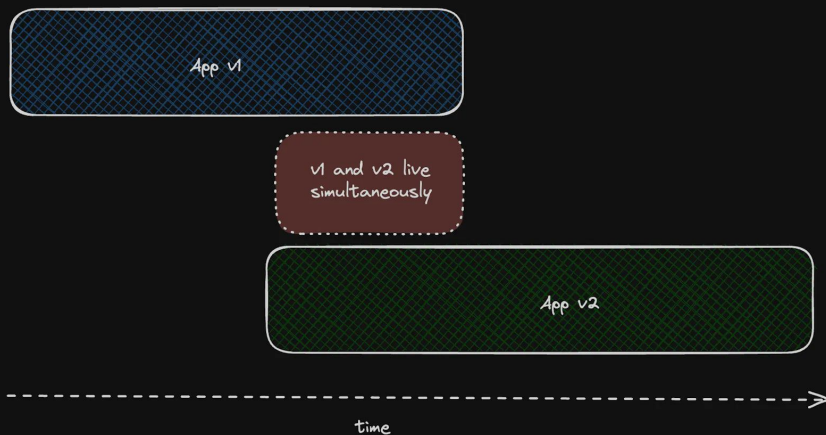 App v1
v1 and v2 live
simultaneously
App v2
time